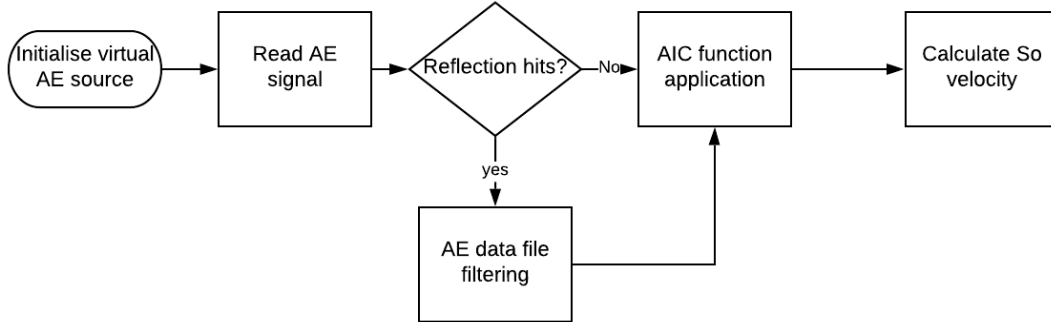 Initialise virtual
AE source
Read AE
signal
Reflection hits?
No
AIC function
application
Calculate So
velocity
yes
AE data file
filtering